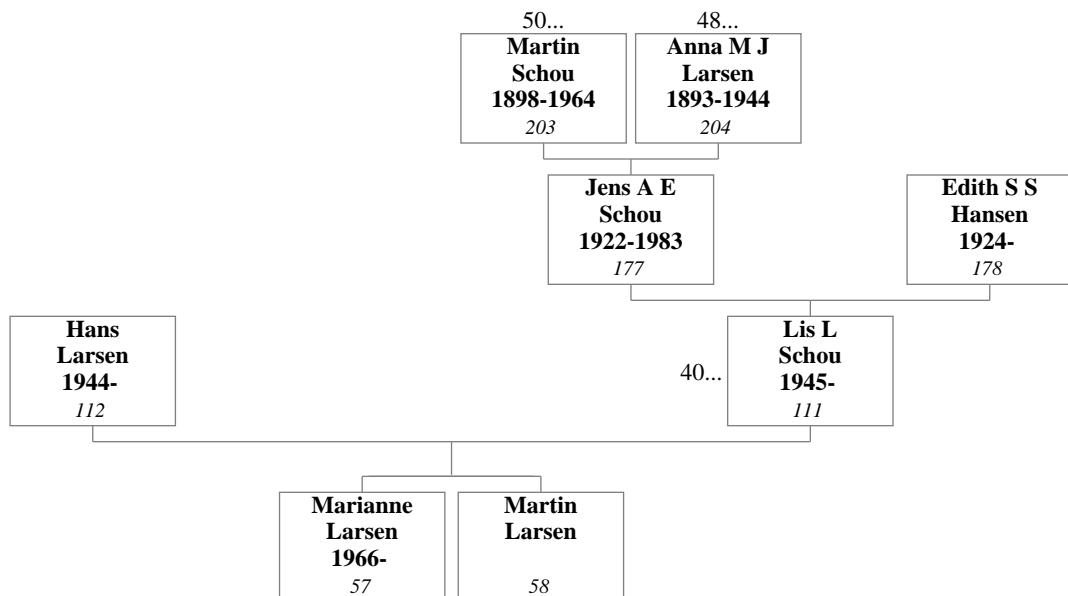 50...
48...
Martin
Schou
1898-1964
203
Anna M J
Larsen
1893-1944
204
Jens A E
Schou
1922-1983
177
Edith S S
Hansen
1924-
178
Hans
Larsen
1944-
112
40...
Lis L
Schou
1945-
111
Marianne
Larsen
1966-
57
Martin
Larsen
58